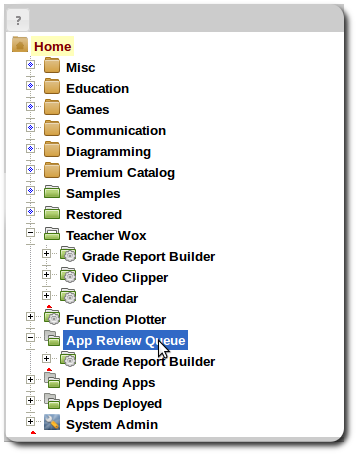 ?
Home
Misc
Education
Games
Communication
Diagramming
Premium Catalog
Samples
Restored
Teacher Wox
Grade Report Builder
Video Clipper
Calendar
Function Plotter
App Review Queue
Grade Report Builder
Pending Apps
Apps Deployed
System Admin